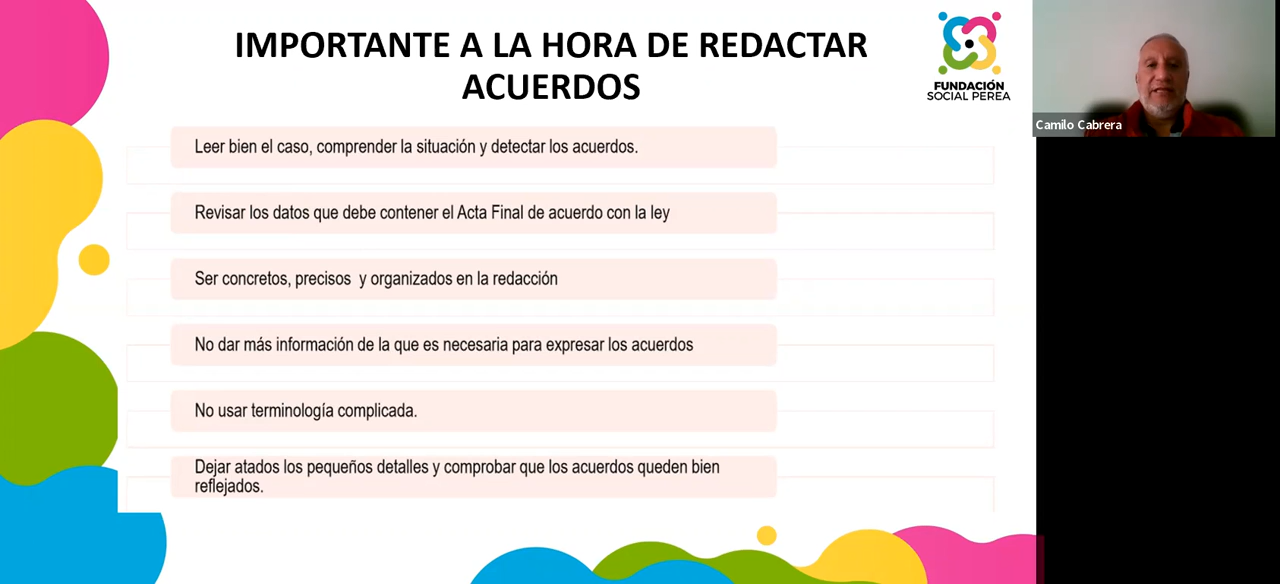 IMPORTANTE A LA HORA DE REDACTAR
ACUERDOS
FUNDACIÓN
SOCIAL PEREA
Camilo Cabrera
Leer bien el caso, comprender la situación y detectar los acuerdos.
Revisar los datos que debe contener el Acta Final de acuerdo con la ley
Ser concretos, precisos  y organizados en la redacción
No dar más información de la que es necesaria para expresar los acuerdos
No usar terminología complicada.
Dejar atados los pequeños detalles y comprobar que los acuerdos queden bien
reflejados.